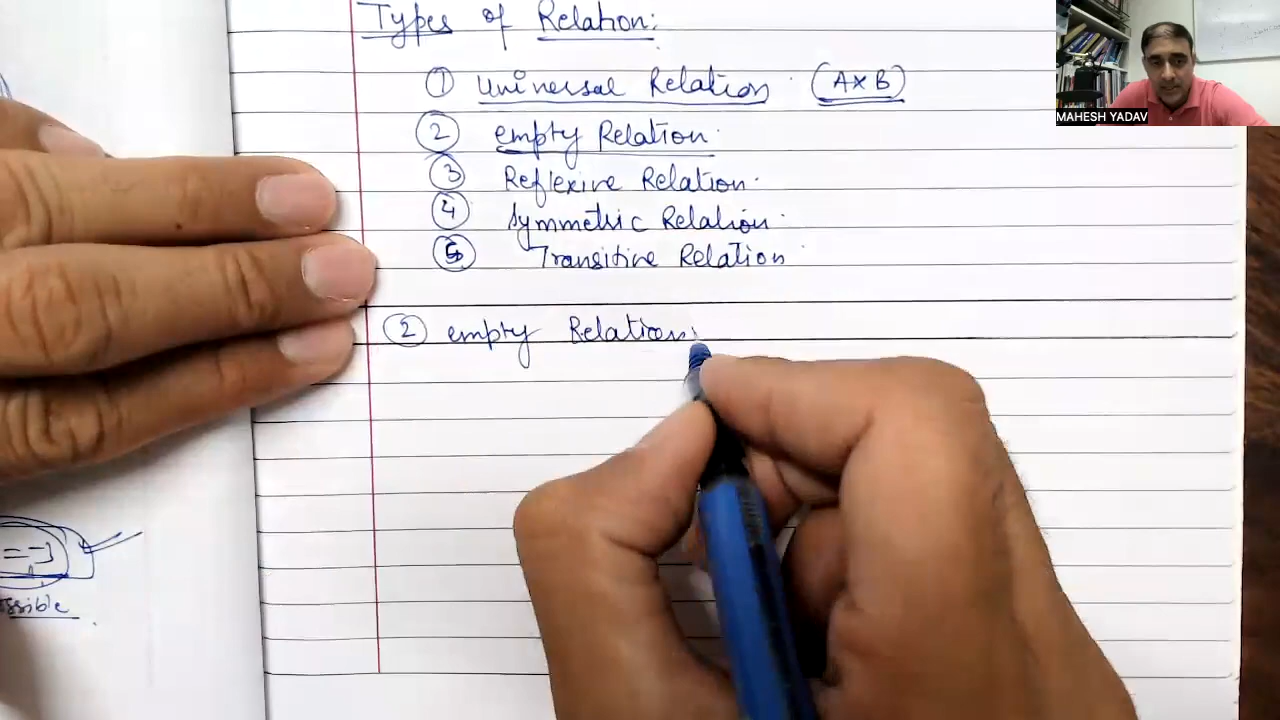 Types of Relation:
① Universal Relation. (A×B)
② empty Relation.
③ Reflexive Relation.
④ Symmetric Relation.
⑤ Transitive Relation.
② empty Relation:
MAHESH YADAV